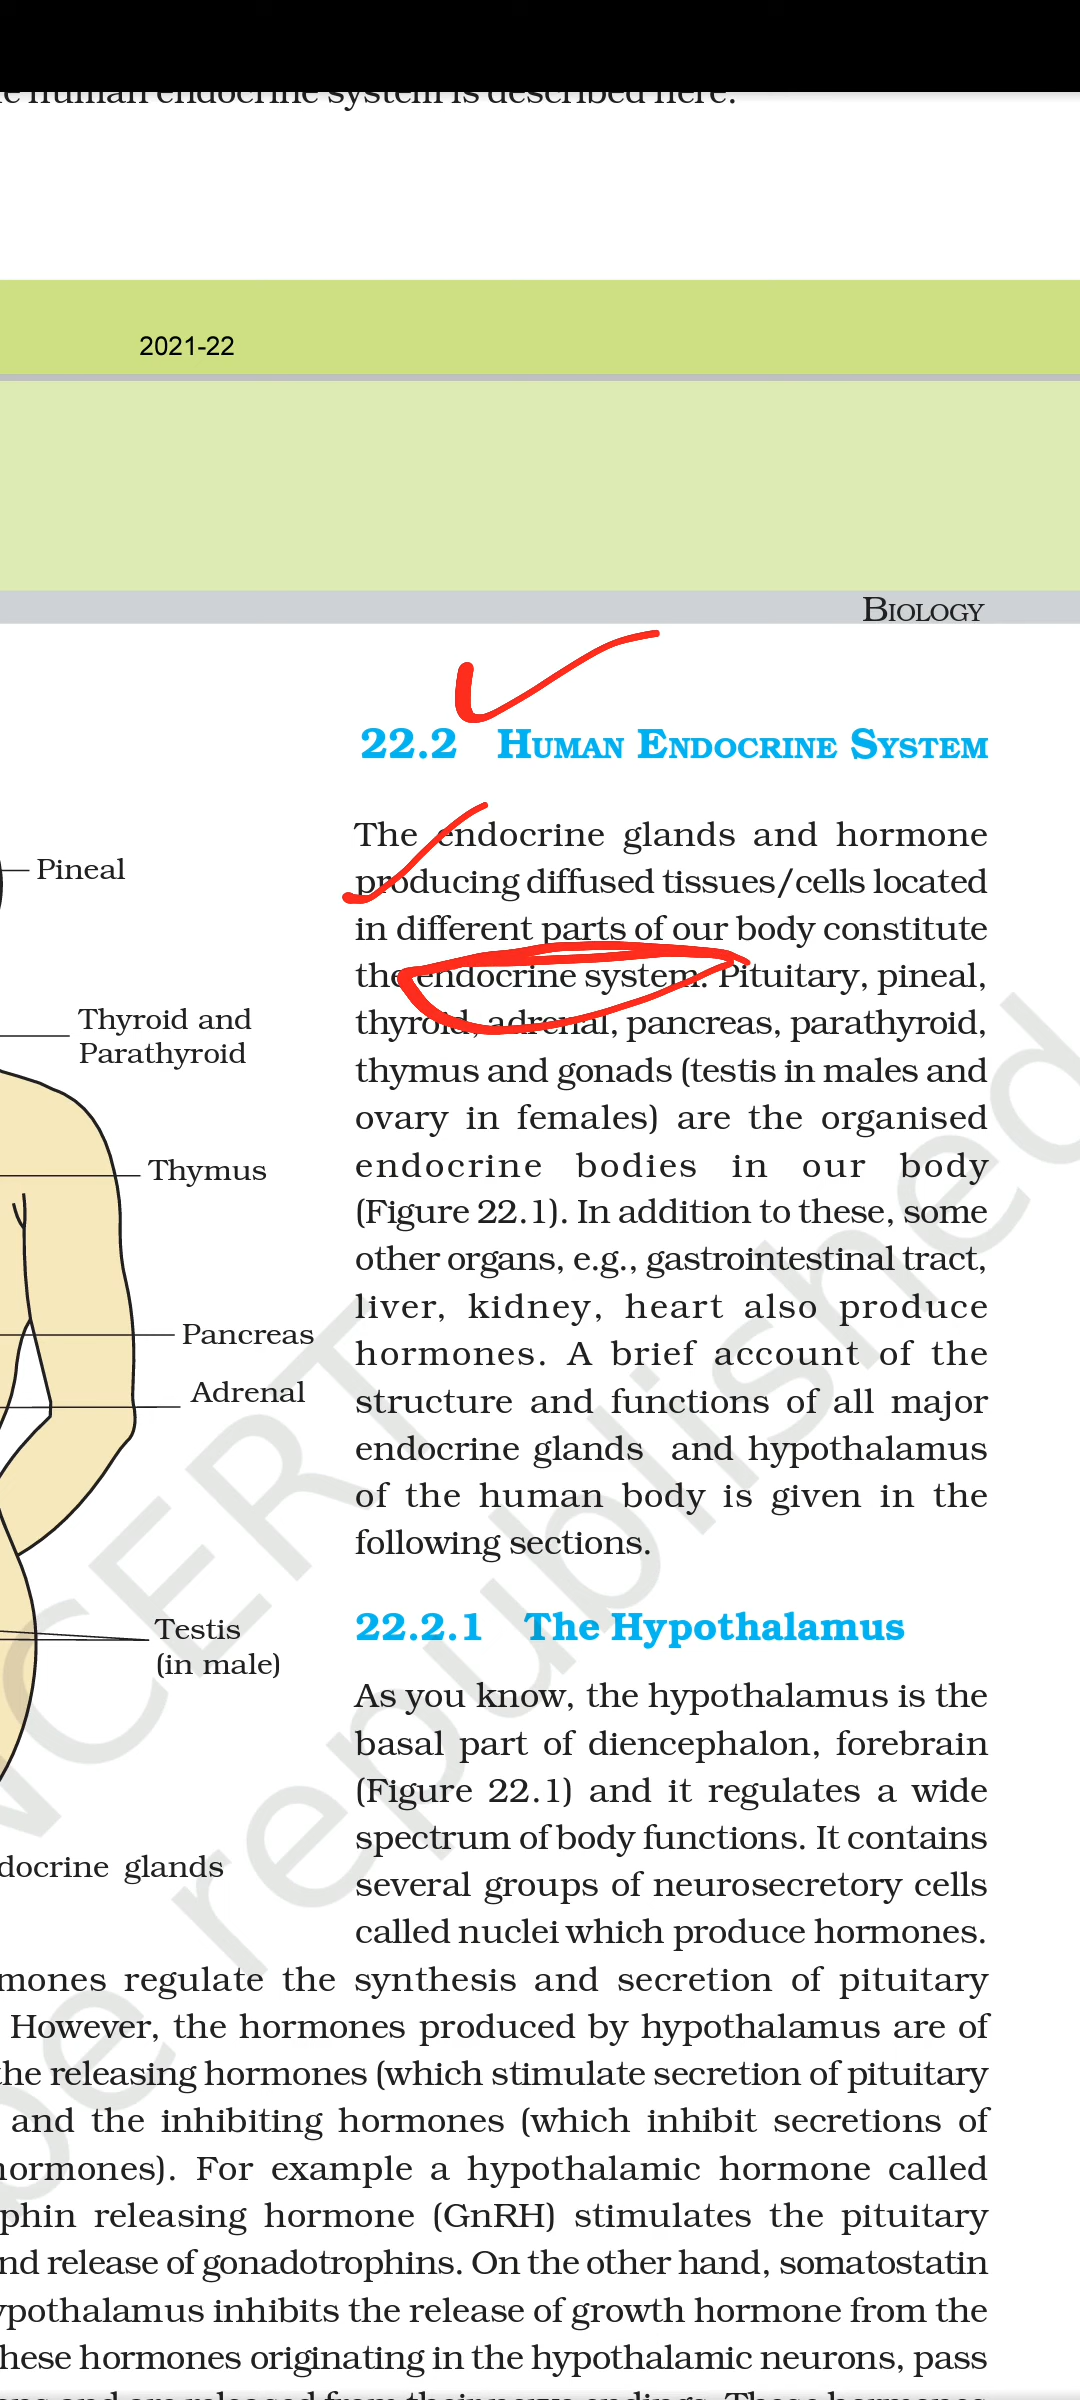 e human endocrine system is described here.
2021-22
BIOLOGY
22.2 HUMAN ENDOCRINE SYSTEM
The endocrine glands and hormone
producing diffused tissues/cells located
in different parts of our body constitute
the endocrine system. Pituitary, pineal,
thyroid, adrenal, pancreas, parathyroid,
thymus and gonads (testis in males and
ovary in females) are the organised
endocrine bodies in our body
(Figure 22.1). In addition to these, some
other organs, e.g., gastrointestinal tract,
liver, kidney, heart also produce
hormones. A brief account of the
structure and functions of all major
endocrine glands and hypothalamus
of the human body is given in the
following sections.
Pineal
Thyroid and
Parathyroid
Thymus
Pancreas
Adrenal
Testis
(in male)
docrine glands
22.2.1 The Hypothalamus
As you know, the hypothalamus is the
basal part of diencephalon, forebrain
(Figure 22.1) and it regulates a wide
spectrum of body functions. It contains
several groups of neurosecretory cells
called nuclei which produce hormones.
mones regulate the synthesis and secretion of pituitary
However, the hormones produced by hypothalamus are of
the releasing hormones (which stimulate secretion of pituitary
and the inhibiting hormones (which inhibit secretions of
hormones). For example a hypothalamic hormone called
phin releasing hormone (GnRH) stimulates the pituitary
nd release of gonadotrophins. On the other hand, somatostatin
ypothalamus inhibits the release of growth hormone from the
hese hormones originating in the hypothalamic neurons, pass
NCERT
be republished